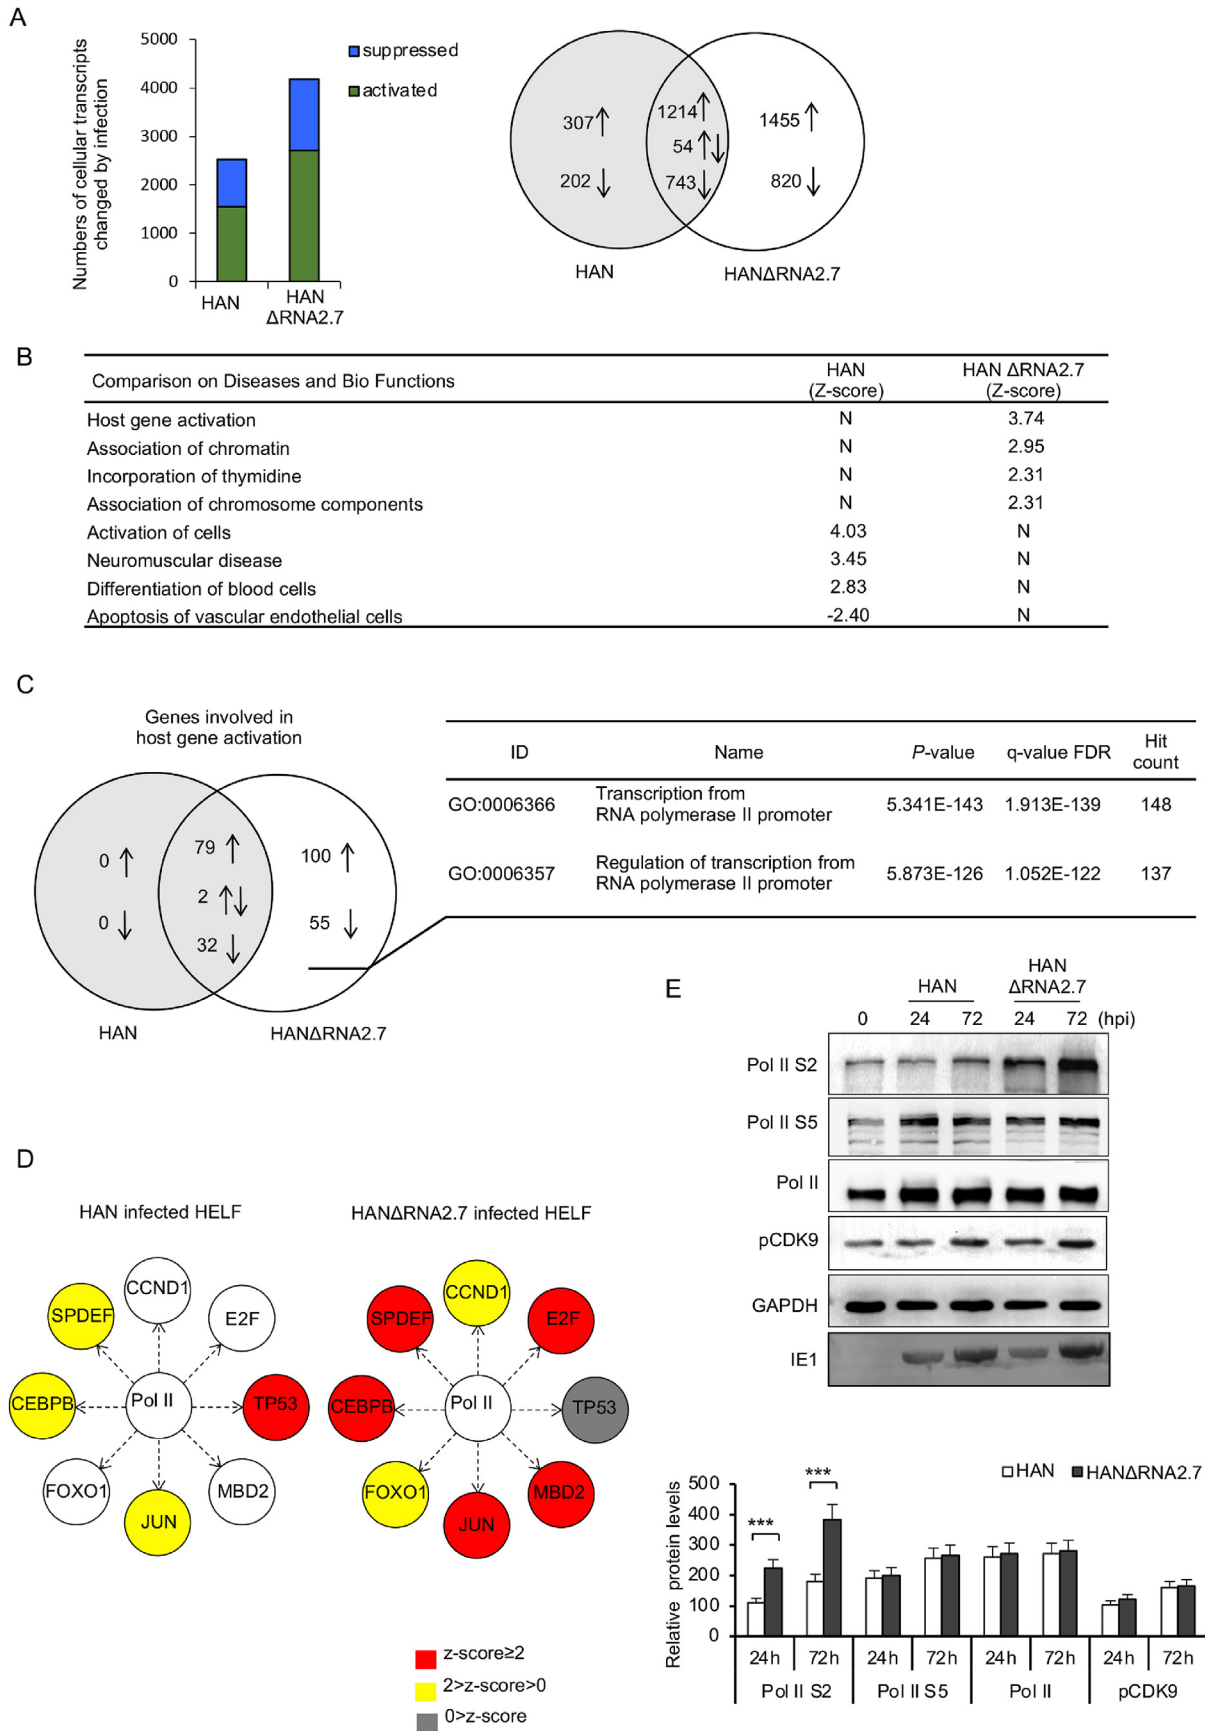 A
Numbers of cellular transcripts
changed by infection
5000
4000
3000
2000
1000
0
suppressed
activated
HAN
HAN
ΔRNA2.7
307 ↑
202 ↓
1214 ↑
54 ↑↓
743 ↓
1455 ↑
820 ↓
HAN
HANΔRNA2.7
B
Comparison on Diseases and Bio Functions
HAN
(Z-score)
HAN ΔRNA2.7
(Z-score)
Host gene activation N 3.74
Association of chromatin N 2.95
Incorporation of thymidine N 2.31
Association of chromosome components N 2.31
Activation of cells 4.03 N
Neuromuscular disease 3.45 N
Differentiation of blood cells 2.83 N
Apoptosis of vascular endothelial cells -2.40 N
C
Genes involved in
host gene activation
0 ↑
0 ↓
79 ↑
2 ↑↓
32 ↓
100 ↑
55 ↓
HAN
HANΔRNA2.7
ID Name P-value q-value FDR Hit
count
GO:0006366 Transcription from
RNA polymerase II promoter 5.341E-143 1.913E-139 148
GO:0006357 Regulation of transcription from
RNA polymerase II promoter 5.873E-126 1.052E-122 137
D
HAN infected HELF
CCND1
SPDEF
E2F
CEBPB
Pol II
TP53
FOXO1
MBD2
JUN
HANΔRNA2.7 infected HELF
CCND1
SPDEF
E2F
CEBPB
Pol II
TP53
FOXO1
MBD2
JUN
z-score≥2
2>z-score>0
0>z-score
E
HAN
HAN
ΔRNA2.7
0 24 72 24 72 (hpi)
Pol II S2
Pol II S5
Pol II
pCDK9
GAPDH
IE1
HAN
HANΔRNA2.7
Relative protein levels
500
400
300
200
100
0
***
***
24h 72h 24h 72h 24h 72h 24h 72h
Pol II S2 Pol II S5 Pol II pCDK9